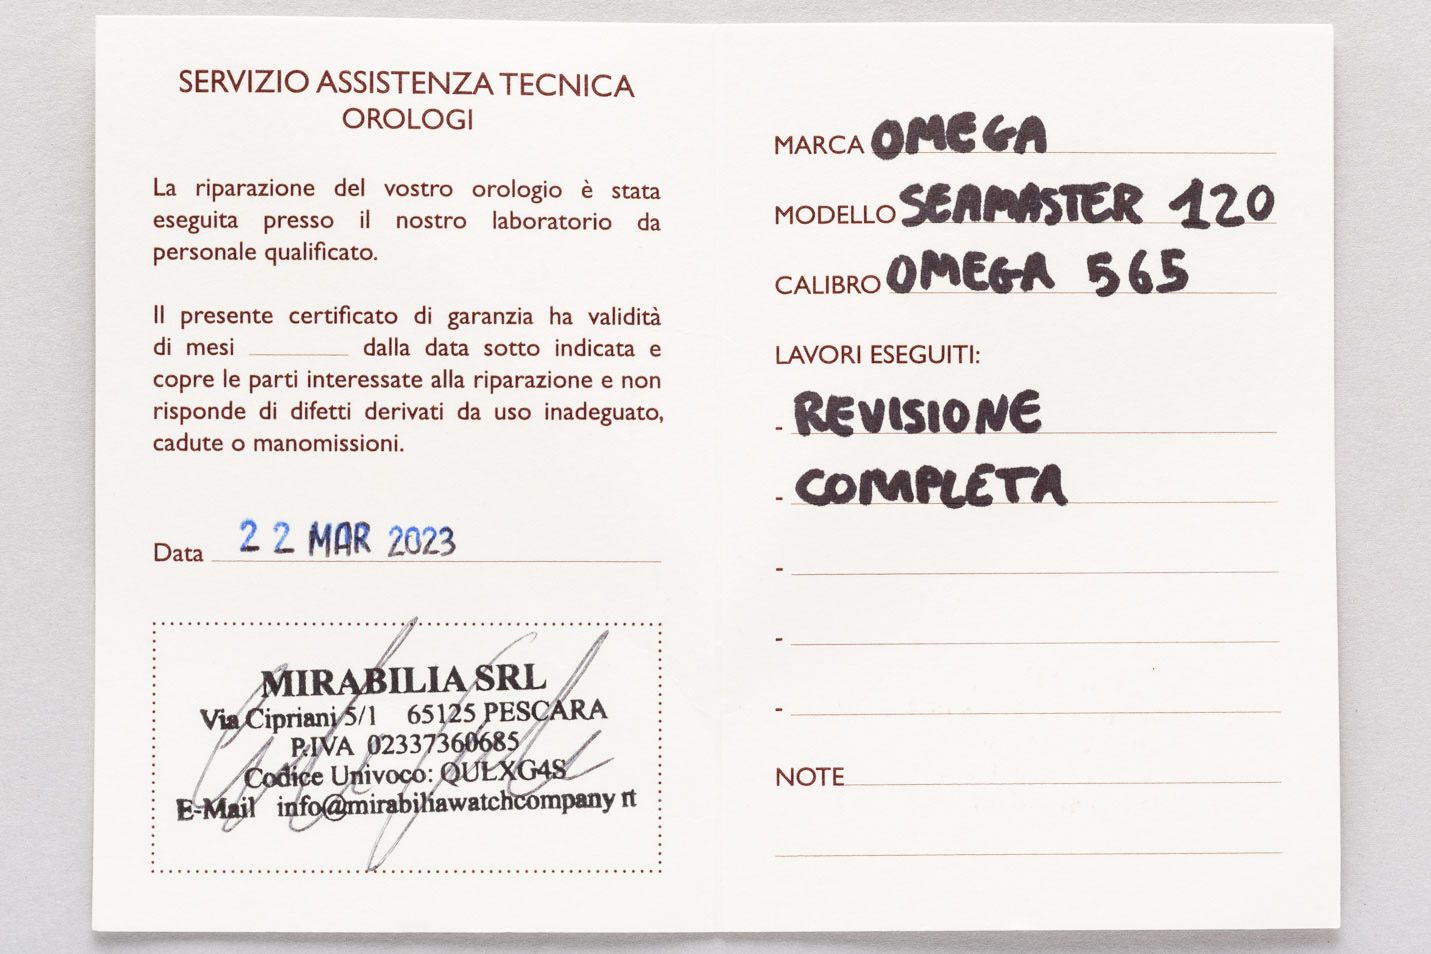 SERVIZIO ASSISTENZA TECNICA
OROLOGI
La riparazione del vostro orologio è stata
eseguita presso il nostro laboratorio da
personale qualificato.
Il presente certificato di garanzia ha validità
di mesi dalla data sotto indicata e
copre le parti interessate alla riparazione e non
risponde di difetti derivati da uso inadeguato,
cadute o manomissioni.
Data 22 MAR 2023
MIRABILIA SRL
Via Cipriani 5/1 65125 PESCARA
P.IVA 02337360685
Codice Univoco: QULXG4S
E-Mail info@mirabiliawatchcompany
MARCA OMEGA
MODELLO SEAMASTER 120
CALIBRO OMEGA 565
LAVORI ESEGUITI:
- REVISIONE
- COMPLETA
-
-
-
NOTE